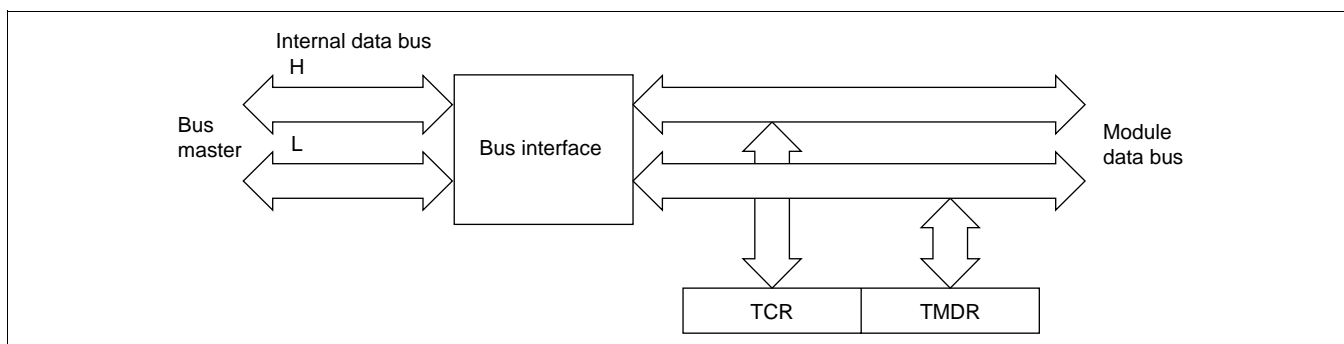 Internal data bus
H
Bus
master
L
Bus interface
Module
data bus
TCR
TMDR